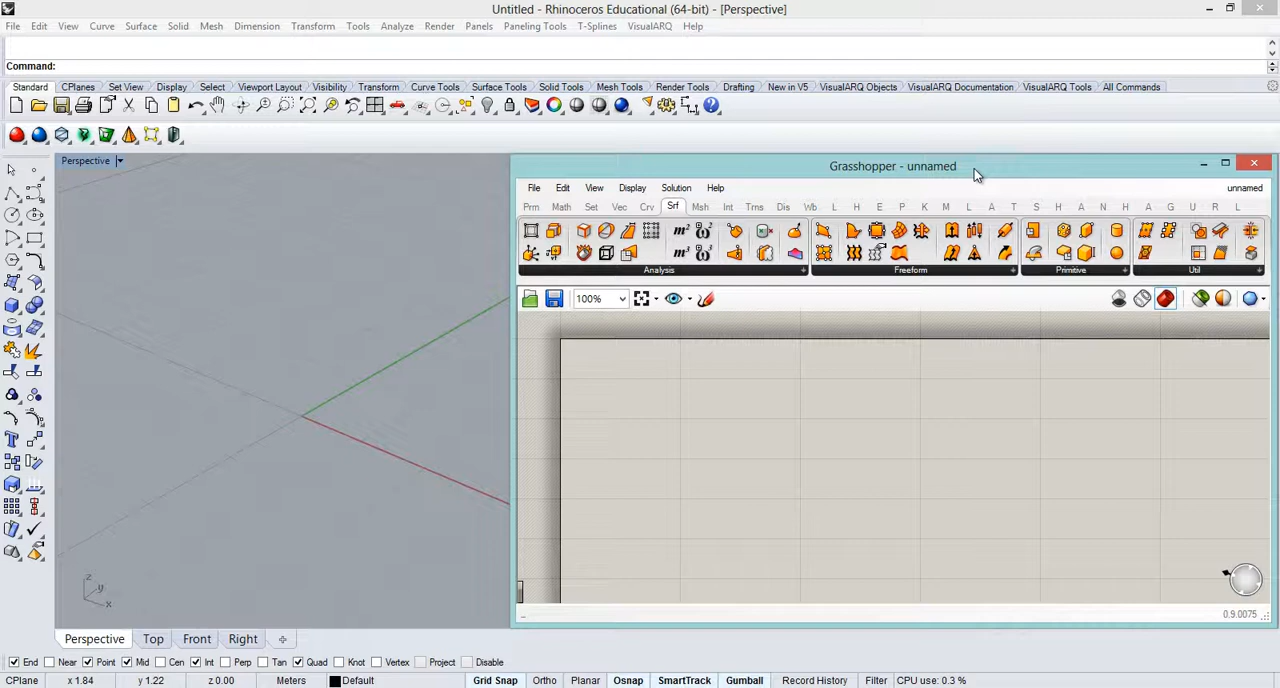 Untitled - Rhinoceros Educational (64-bit) - [Perspective]
File Edit View Curve Surface Solid Mesh Dimension Transform Tools Analyze Render Panels Paneling Tools T-Splines VisualARQ Help
Command:
Standard CPlanes Set View Display Select Viewport Layout Visibility Transform Curve Tools Surface Tools Solid Tools Mesh Tools Render Tools Drafting New in V5 VisualARQ Objects VisualARQ Documentation VisualARQ Tools All Commands
Perspective
Grasshopper - unnamed
File Edit View Display Solution Help unnamed
Prm Math Set Vec Crv Srf Msh Int Trms Dis Wb L H E P K M L A T S H A N H A G U R L
m² m³
Analysis Freeform Primitive Util
100%
z y x
0.9.0075
Perspective Top Front Right
End Near Point Mid Cen Int Perp Tan Quad Knot Vertex Project Disable
CPlane x 1.84 y 1.22 z 0.00 Meters Default Grid Snap Ortho Planar Osnap SmartTrack Gumball Record History Filter CPU use: 0.3 %